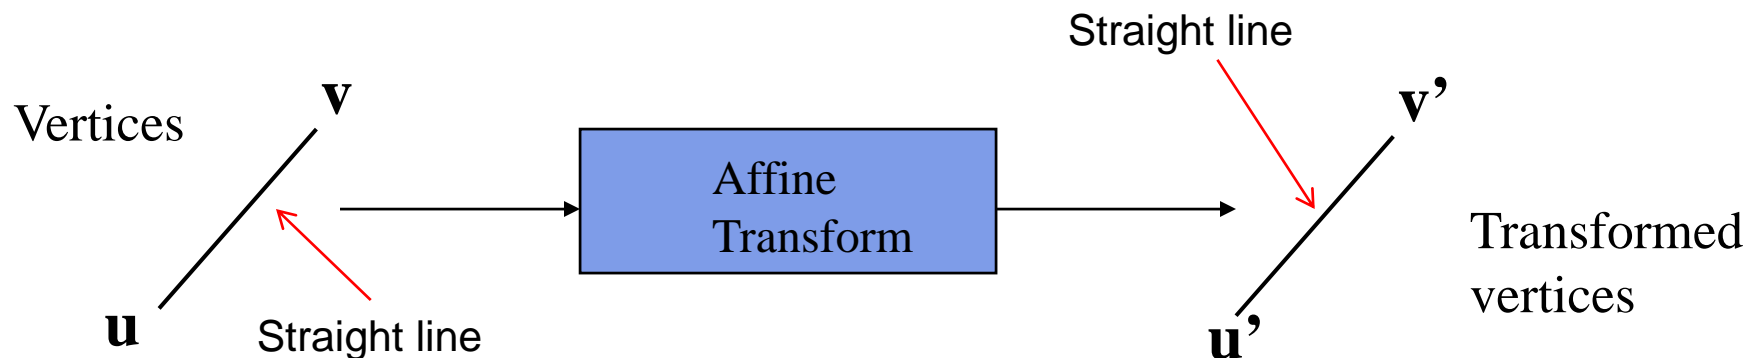 Vertices
v
u
Straight line
Affine
Transform
Straight line
v’
u’
Transformed
vertices